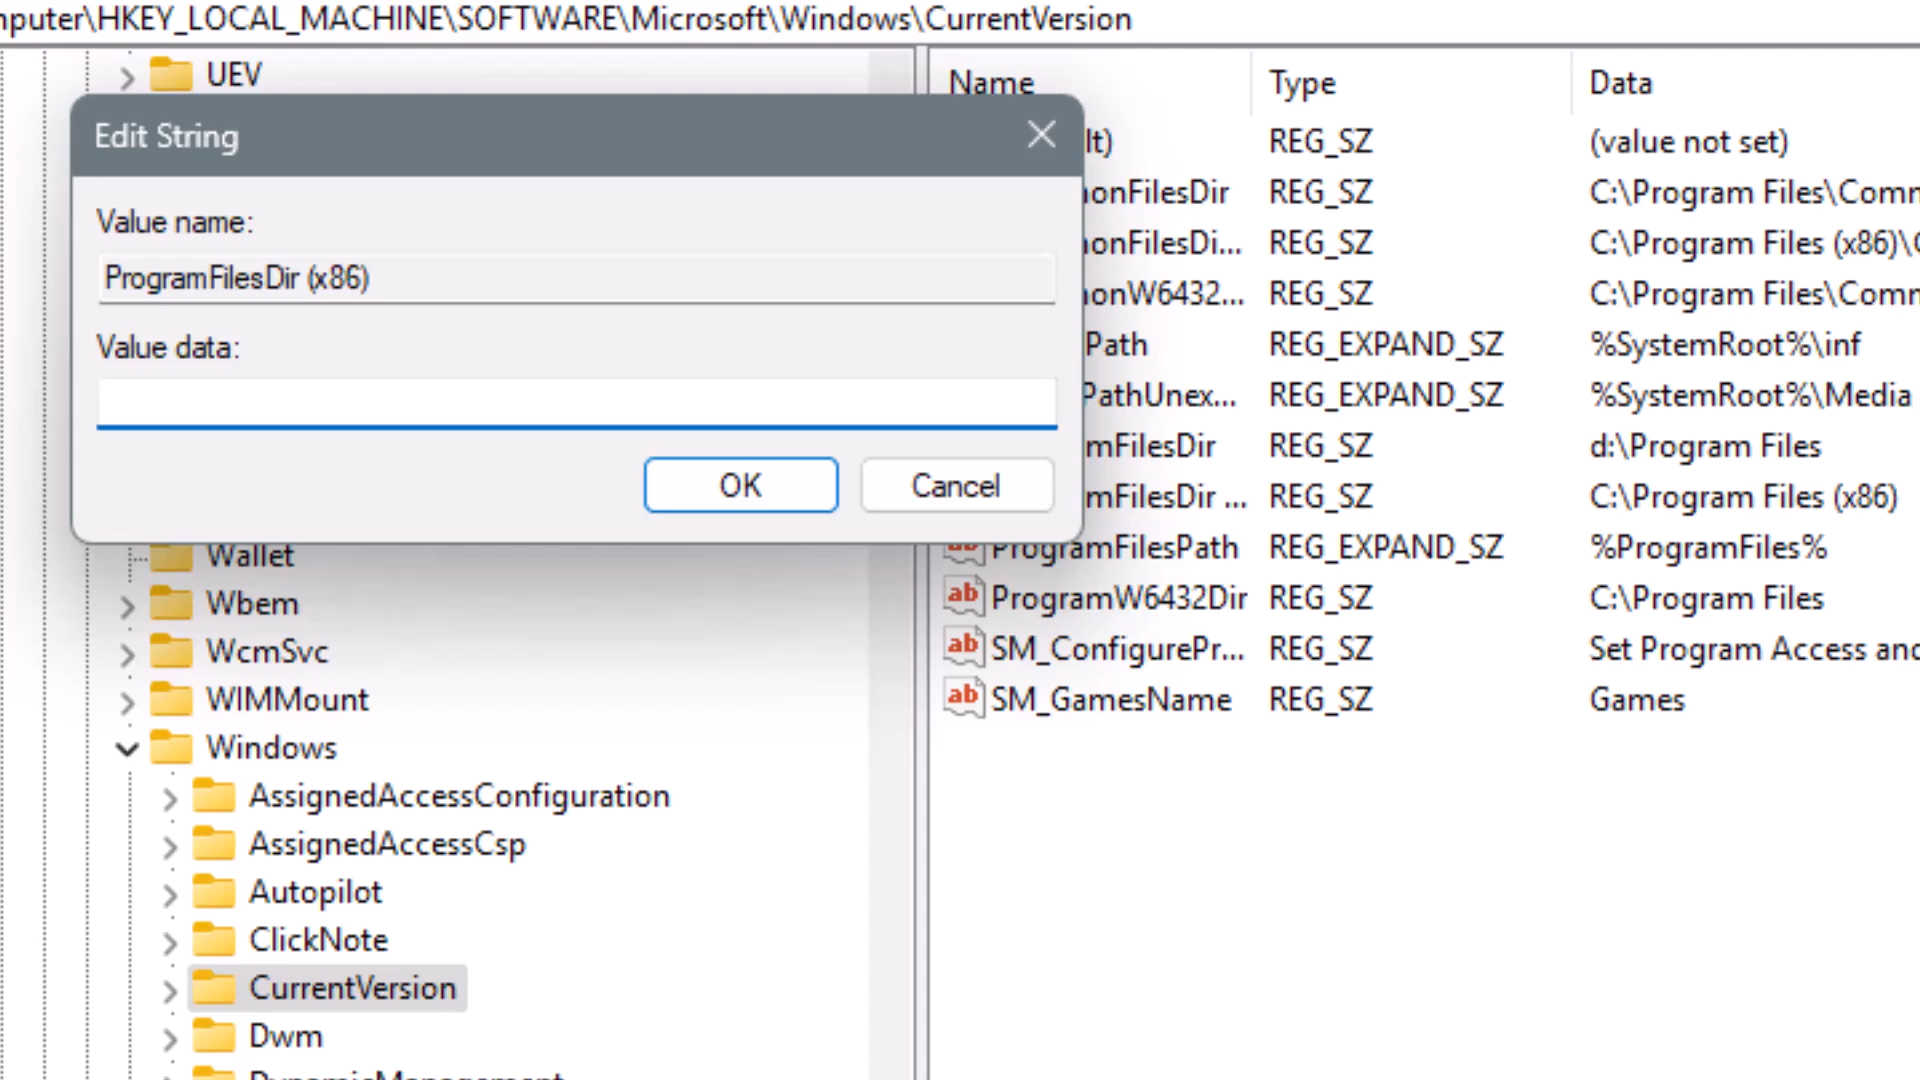 mputer\HKEY_LOCAL_MACHINE\SOFTWARE\Microsoft\Windows\CurrentVersion
UEV
Edit String
Value name:
ProgramFilesDir (x86)
Value data:
OK Cancel
Wallet
Wbem
WcmSvc
WIMMount
Windows
AssignedAccessConfiguration
AssignedAccessCsp
Autopilot
ClickNote
CurrentVersion
Dwm
Name Type Data
lt) REG_SZ (value not set)
onFilesDir REG_SZ C:\Program Files\Comm
onFilesDi... REG_SZ C:\Program Files (x86)\C
onW6432... REG_SZ C:\Program Files\Comm
Path REG_EXPAND_SZ %SystemRoot%\inf
PathUnex... REG_EXPAND_SZ %SystemRoot%\Media
mFilesDir REG_SZ d:\Program Files
mFilesDir ... REG_SZ C:\Program Files (x86)
ProgramFilesPath REG_EXPAND_SZ %ProgramFiles%
ProgramW6432Dir REG_SZ C:\Program Files
SM_ConfigurePr... REG_SZ Set Program Access and
SM_GamesName REG_SZ Games